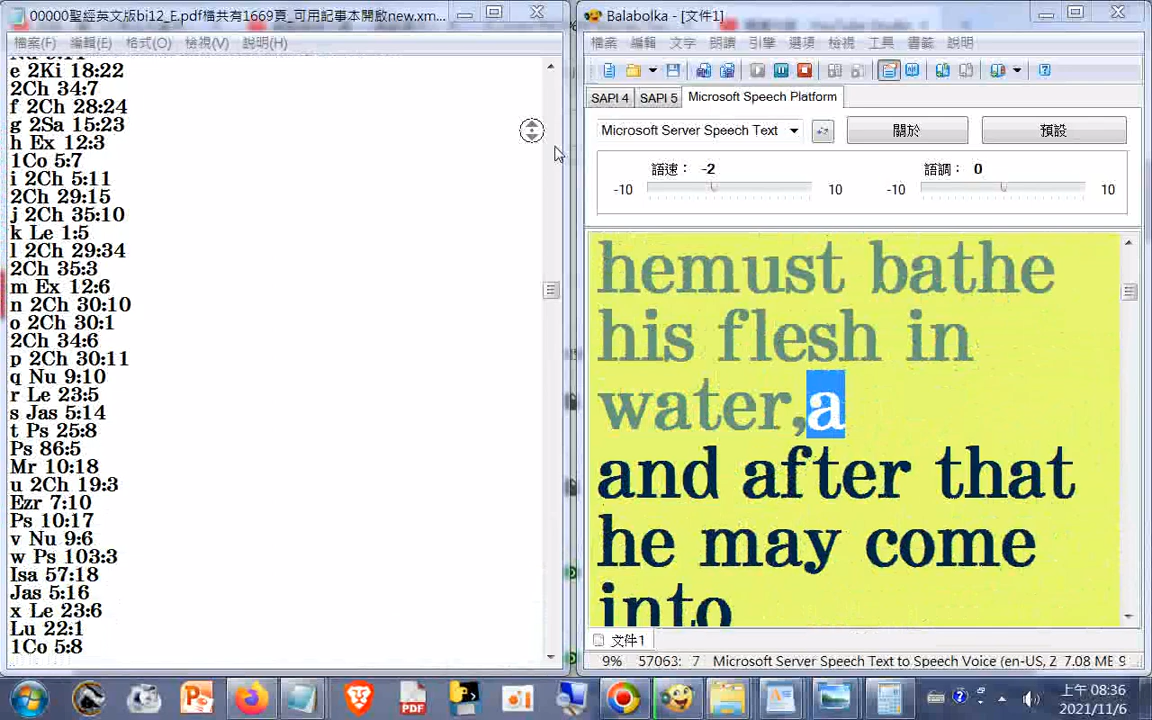 00000聖經英文版bi12_E.pdf檔共有1669頁_可用記事本開啟new.xm...
檔案(F) 編輯(E) 格式(O) 檢視(V) 說明(H)
e 2Ki 18:22
2Ch 34:7
f 2Ch 28:24
g 2Sa 15:23
h Ex 12:3
1Co 5:7
i 2Ch 5:11
2Ch 29:15
j 2Ch 35:10
k Le 1:5
l 2Ch 29:34
2Ch 35:3
m Ex 12:6
n 2Ch 30:10
o 2Ch 30:1
2Ch 34:6
p 2Ch 30:11
q Nu 9:10
r Le 23:5
s Jas 5:14
t Ps 25:8
Ps 86:5
Mr 10:18
u 2Ch 19:3
Ezr 7:10
Ps 10:17
v Nu 9:6
w Ps 103:3
Isa 57:18
Jas 5:16
x Le 23:6
Lu 22:1
1Co 5:8
Balabolka - [文件1]
檔案 編輯 文字 朗讀 引擎 選項 檢視 工具 書籤 說明
SAPI 4 SAPI 5 Microsoft Speech Platform
Microsoft Server Speech Text 關於 預設
語速： -2 語調： 0
-10 10 -10 10
hemust bathe
his flesh in
water,a
and after that
he may come
into
文件1
9% 57063: 7 Microsoft Server Speech Text to Speech Voice (en-US, 2 7.08 MB 9
PDF
上午 08:36
2021/11/6